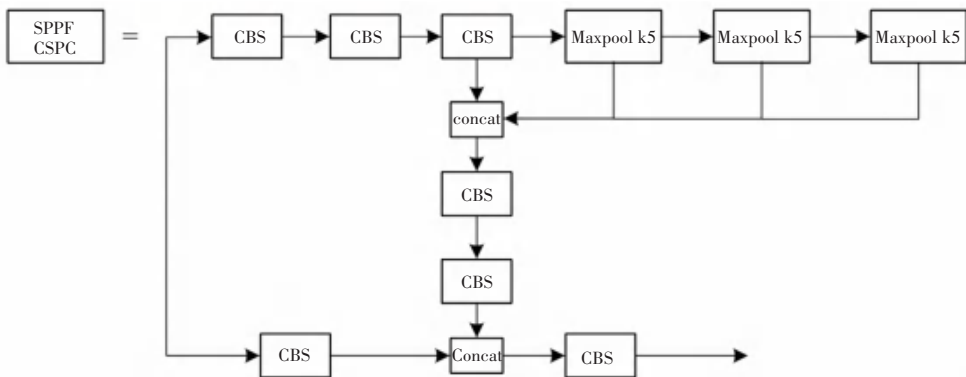 SPPF
CSPC
=
CBS
CBS
CBS
Maxpool k5
Maxpool k5
Maxpool k5
concat
CBS
CBS
CBS
Concat
CBS